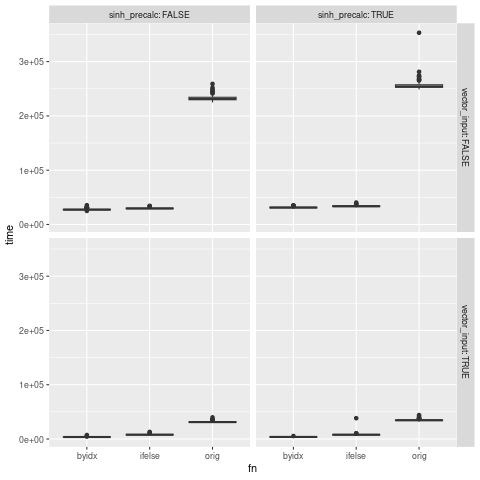 sinh_precalc: FALSE
sinh_precalc: TRUE
3e+05
2e+05
1e+05
0e+00
vector_input: FALSE
time
3e+05
2e+05
1e+05
0e+00
vector_input: TRUE
byidx
ifelse
orig
byidx
ifelse
orig
fn